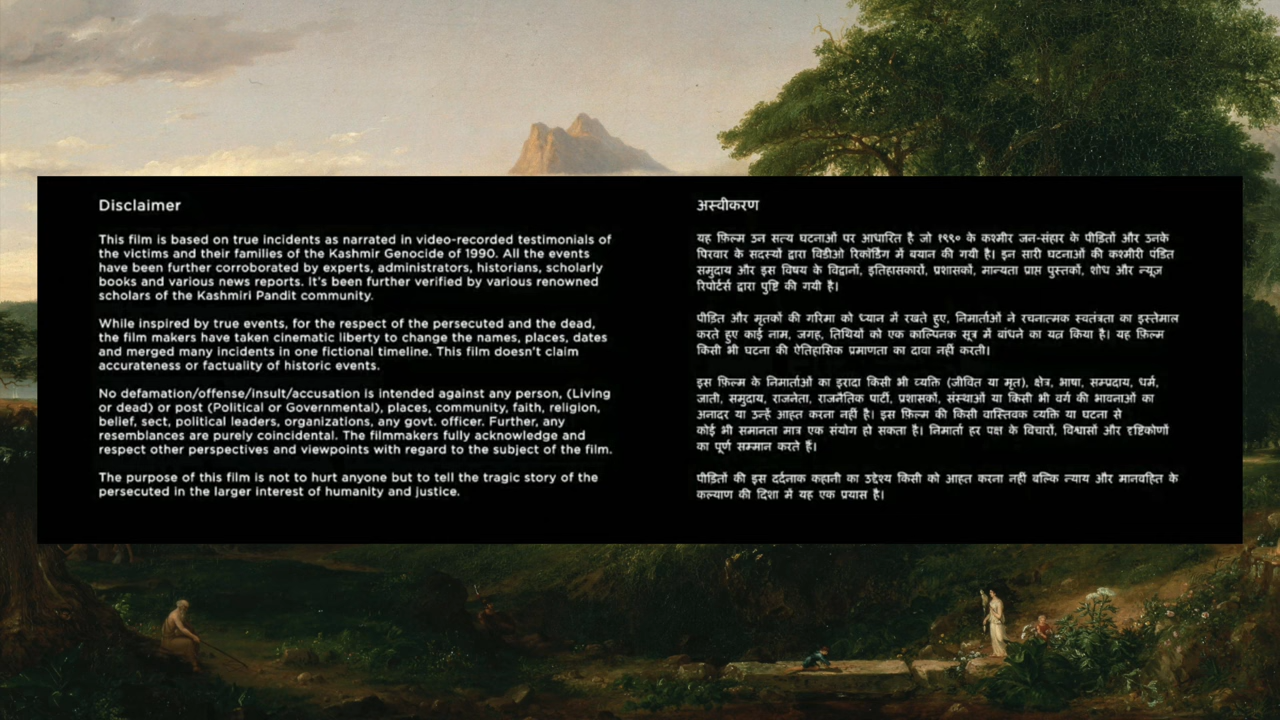 Disclaimer
This film is based on true incidents as narrated in video-recorded testimonials of
the victims and their families of the Kashmir Genocide of 1990. All the events
have been further corroborated by experts, administrators, historians, scholarly
books and various news reports. It's been further verified by various renowned
scholars of the Kashmiri Pandit community.
While inspired by true events, for the respect of the persecuted and the dead,
the film makers have taken cinematic liberty to change the names, places, dates
and merged many incidents in one fictional timeline. This film doesn't claim
accurateness or factuality of historic events.
No defamation/offense/insult/accusation is intended against any person, (Living
or dead) or post (Political or Governmental), places, community, faith, religion,
belief, sect, political leaders, organizations, any govt. officer. Further, any
resemblances are purely coincidental. The filmmakers fully acknowledge and
respect other perspectives and viewpoints with regard to the subject of the film.
The purpose of this film is not to hurt anyone but to tell the tragic story of the
persecuted in the larger interest of humanity and justice.
अस्वीकरण
यह फ़िल्म उन सत्य घटनाओं पर आधारित है जो १९९० के कश्मीर जन-संहार के पीडितों और उनके
परिवार के सदस्यों द्वारा विडीओ रिकॉर्डिंग में बयान की गयी है। इन सारी घटनाओं की कश्मीरी पंडित
समुदाय और इस विषय के विद्वानों, इतिहासकारों, प्रशासकों, मान्यता प्राप्त पुस्तकों, शोध और न्यूज़
रिपोर्टर्स द्वारा पुष्टि की गयी है।
पीडित और मृतकों की गरिमा को ध्यान में रखते हुए, निमार्ताओं ने रचनात्मक स्वतंत्रता का इस्तेमाल
करते हुए काई नाम, जगह, तिथियों को एक काल्पिनक सूत्र में बांधने का यत्न किया है। यह फ़िल्म
किसी भी घटना की ऐतिहासिक प्रमाणता का दावा नहीं करती।
इस फ़िल्म के निमार्ताओं का इरादा किसी भी व्यक्ति (जीवित या मृत), क्षेत्र, भाषा, सम्प्रदाय, धर्म,
जाती, समुदाय, राजनेता, राजनैतिक पार्टी, प्रशासकों, संस्थाओं या किसी भी वर्ग की भावनाओं का
अनादर या उन्हें आहत करना नहीं है। इस फ़िल्म की किसी वास्तविक व्यक्ति या घटना से
कोई भी समानता मात्र एक संयोग हो सकता है। निमार्ता हर पक्ष के विचारों, विश्वासों और दृष्टिकोणों
का पूर्ण सम्मान करते हैं।
पीडितों की इस दर्दनाक कहानी का उद्देश्य किसी को आहत करना नहीं बल्कि न्याय और मानवहित के
कल्याण की दिशा में यह एक प्रयास है।